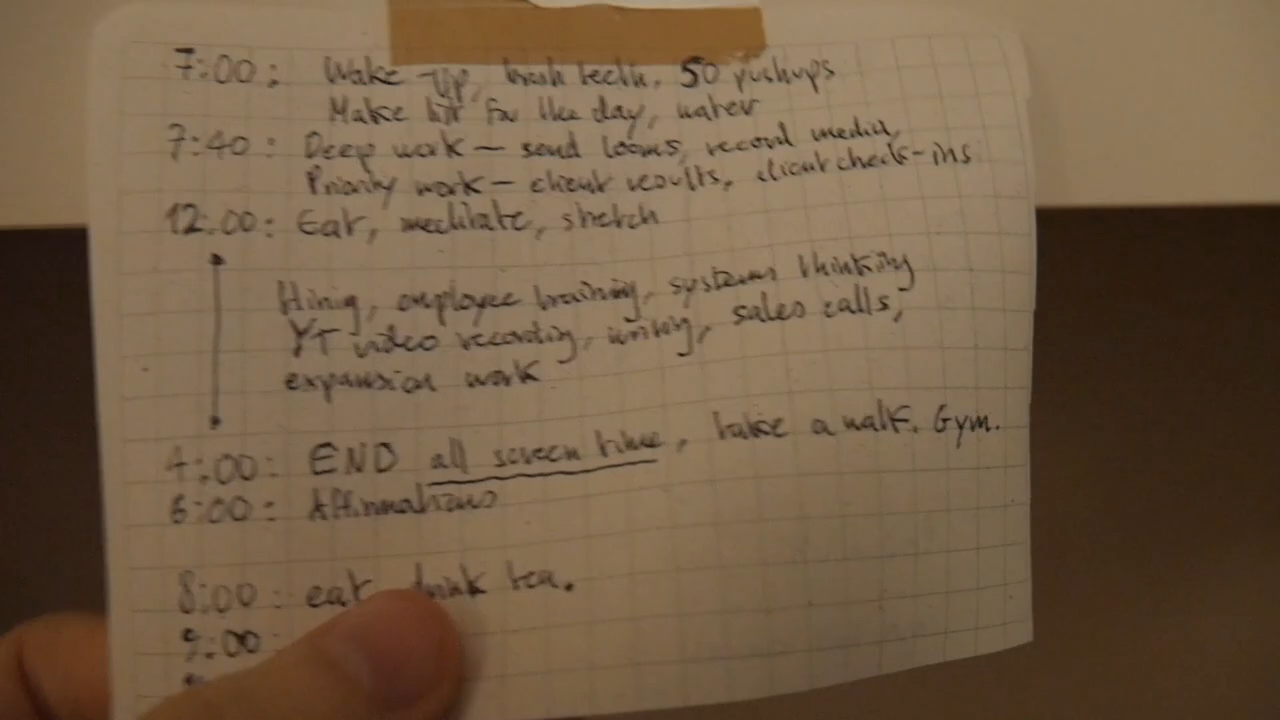 7:00: Wake up, brush teeth, 50 pushups
Make list for the day, water
7:40: Deep work — send looms, record media,
Priority work — client results, client check-ins
12:00: Eat, meditate, stretch
Hiring, employee training, systems thinking
YT video recording, writing, sales calls,
expansion work
4:00: END all screen time, take a walk. Gym.
6:00: Affirmations
8:00: eat, drink tea.
9:00